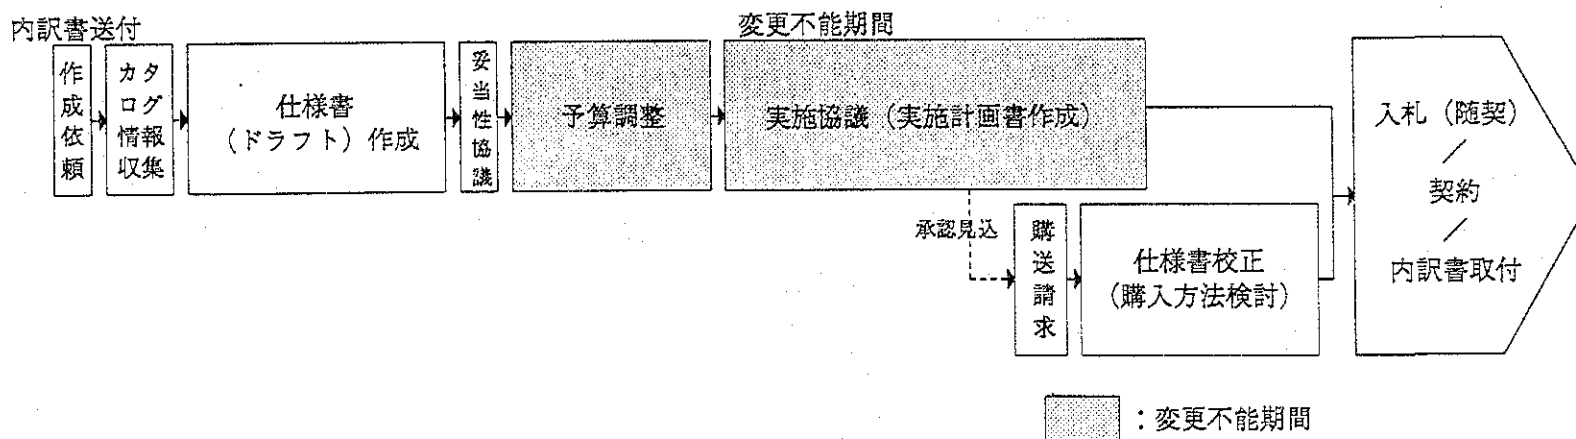 内訳書送付
変更不能期間
作成依頼
カタログ情報収集
仕様書
（ドラフト）作成
妥当性協議
予算調整
実施協議（実施計画書作成）
承認見込
購送請求
仕様書校正
（購入方法検討）
入札（随契）
／
契約
／
内訳書取付
：変更不能期間